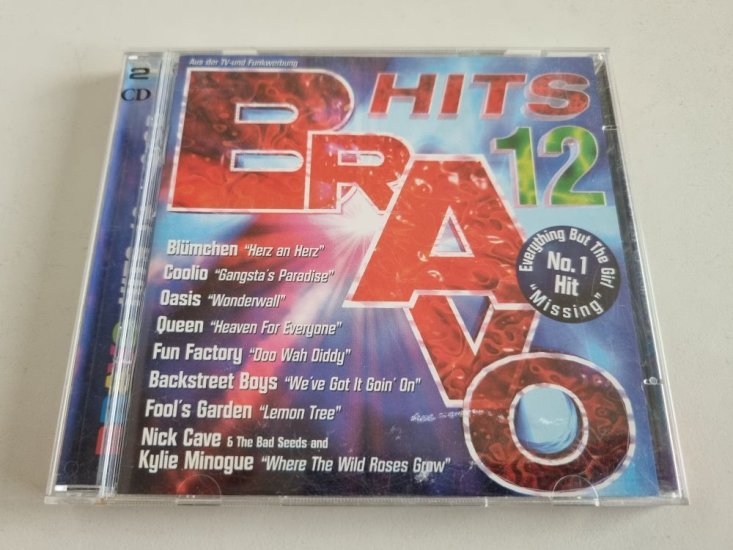 2
CD
Aus der TV-und Funkwerbung
BRAVO
HITS
12
Blümchen "Herz an Herz"
Coolio "Gangsta's Paradise"
Oasis "Wonderwall"
Queen "Heaven For Everyone"
Fun Factory "Doo Wah Diddy"
Backstreet Boys "We've Got It Goin' On"
Fool's Garden "Lemon Tree"
Nick Cave & The Bad Seeds and
Kylie Minogue "Where The Wild Roses Grow"
Everything But The Girl
No. 1
Hit
"Missing"